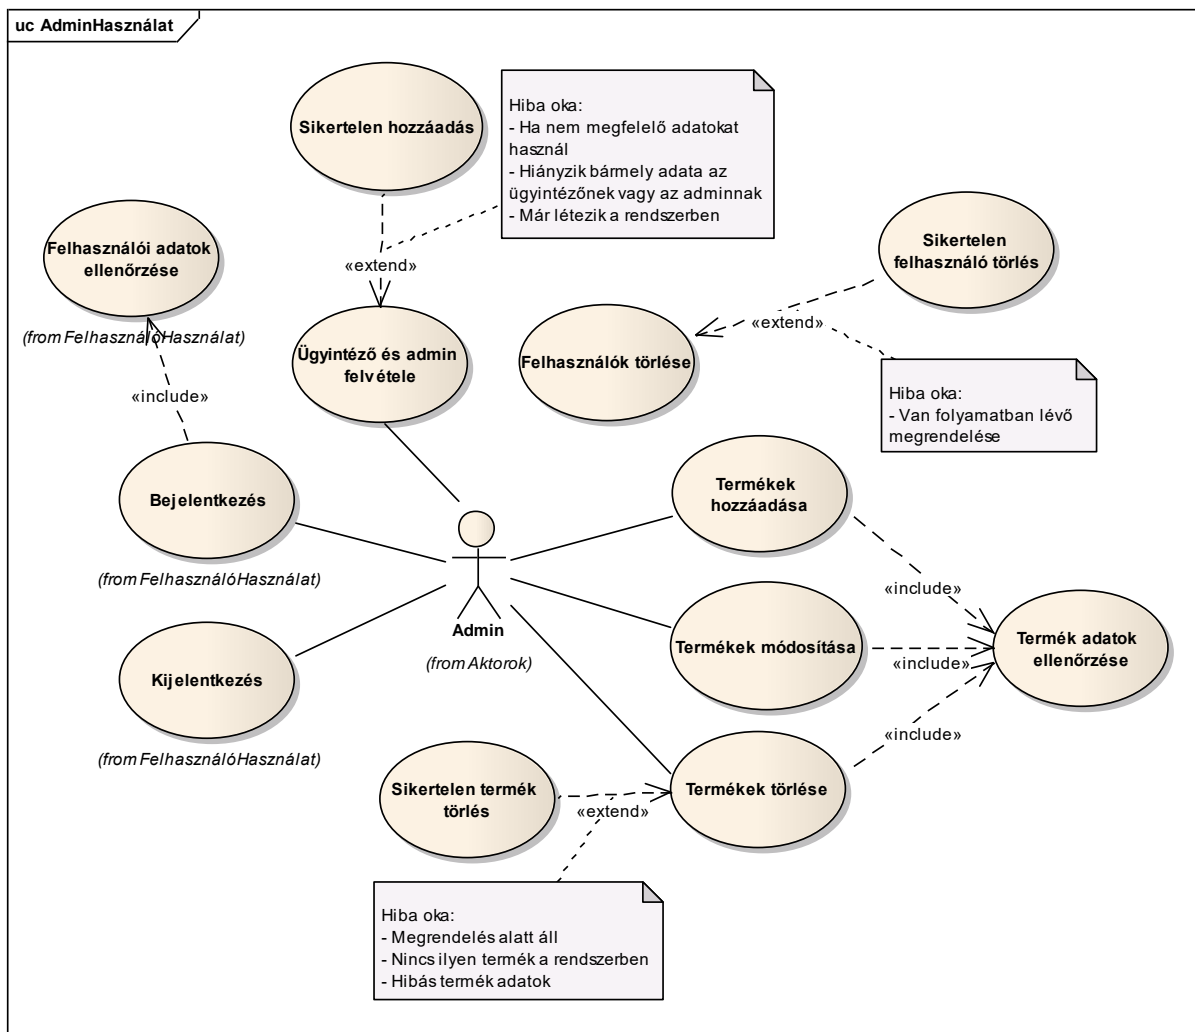 uc AdminHasználat
Sikertelen hozzáadás
Hiba oka:
- Ha nem megfelelő adatokat
használ
- Hiányzik bármely adata az
ügyintézőnek vagy az adminnak
- Már létezik a rendszerben
Felhasználói adatok
ellenőrzése
(from FelhasználóHasználat)
Sikertelen
felhasználó törlés
«extend»
«extend»
Ügyintéző és admin
felvétele
Felhasználók törlése
Hiba oka:
- Van folyamatban lévő
megrendelése
«include»
Bejelentkezés
(from FelhasználóHasználat)
Termékek
hozzáadása
«include»
Admin
(from Aktorok)
Termékek módosítása
«include»
Termék adatok
ellenőrzése
Kijelentkezés
(from FelhasználóHasználat)
«include»
Sikertelen termék
törlés
«extend»
Termékek törlése
Hiba oka:
- Megrendelés alatt áll
- Nincs ilyen termék a rendszerben
- Hibás termék adatok